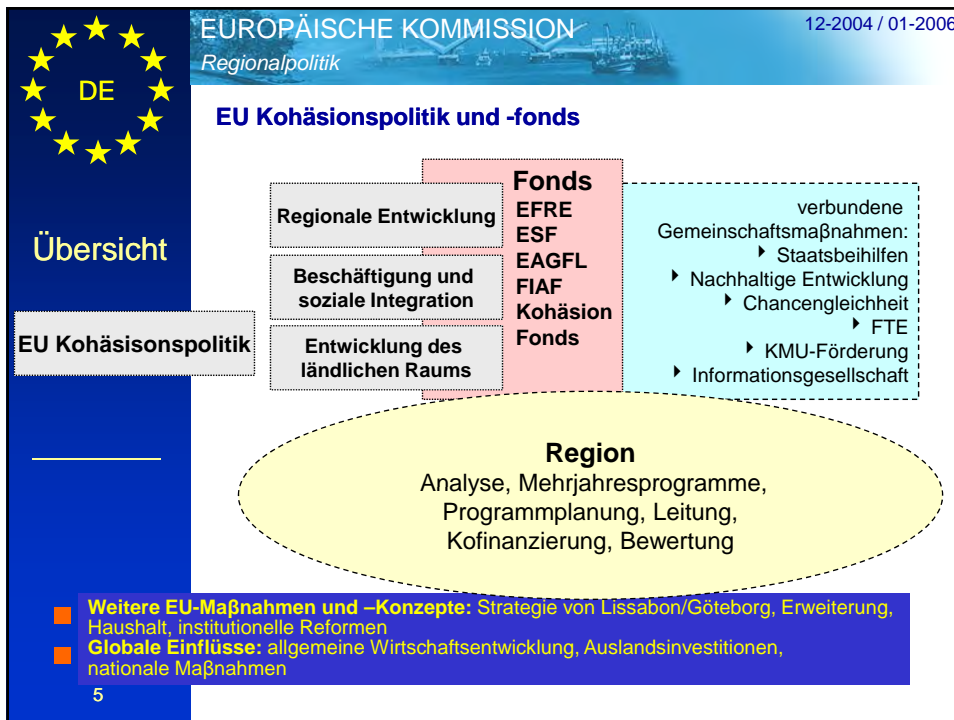 EUROPÄISCHE KOMMISSION
Regionalpolitik
12-2004 / 01-2006
DE
EU Kohäsionspolitik und -fonds
Übersicht
EU Kohäsisonspolitik
Regionale Entwicklung
Beschäftigung und
soziale Integration
Entwicklung des
ländlichen Raums
Fonds
EFRE
ESF
EAGFL
FIAF
Kohäsion
Fonds
verbundene
Gemeinschaftsmaβnahmen:
Staatsbeihilfen
Nachhaltige Entwicklung
Chancengleichheit
FTE
KMU-Förderung
Informationsgesellschaft
Region
Analyse, Mehrjahresprogramme,
Programmplanung, Leitung,
Kofinanzierung, Bewertung
Weitere EU-Maβnahmen und –Konzepte: Strategie von Lissabon/Göteborg, Erweiterung,
Haushalt, institutionelle Reformen
Globale Einflüsse: allgemeine Wirtschaftsentwicklung, Auslandsinvestitionen,
nationale Maβnahmen
5